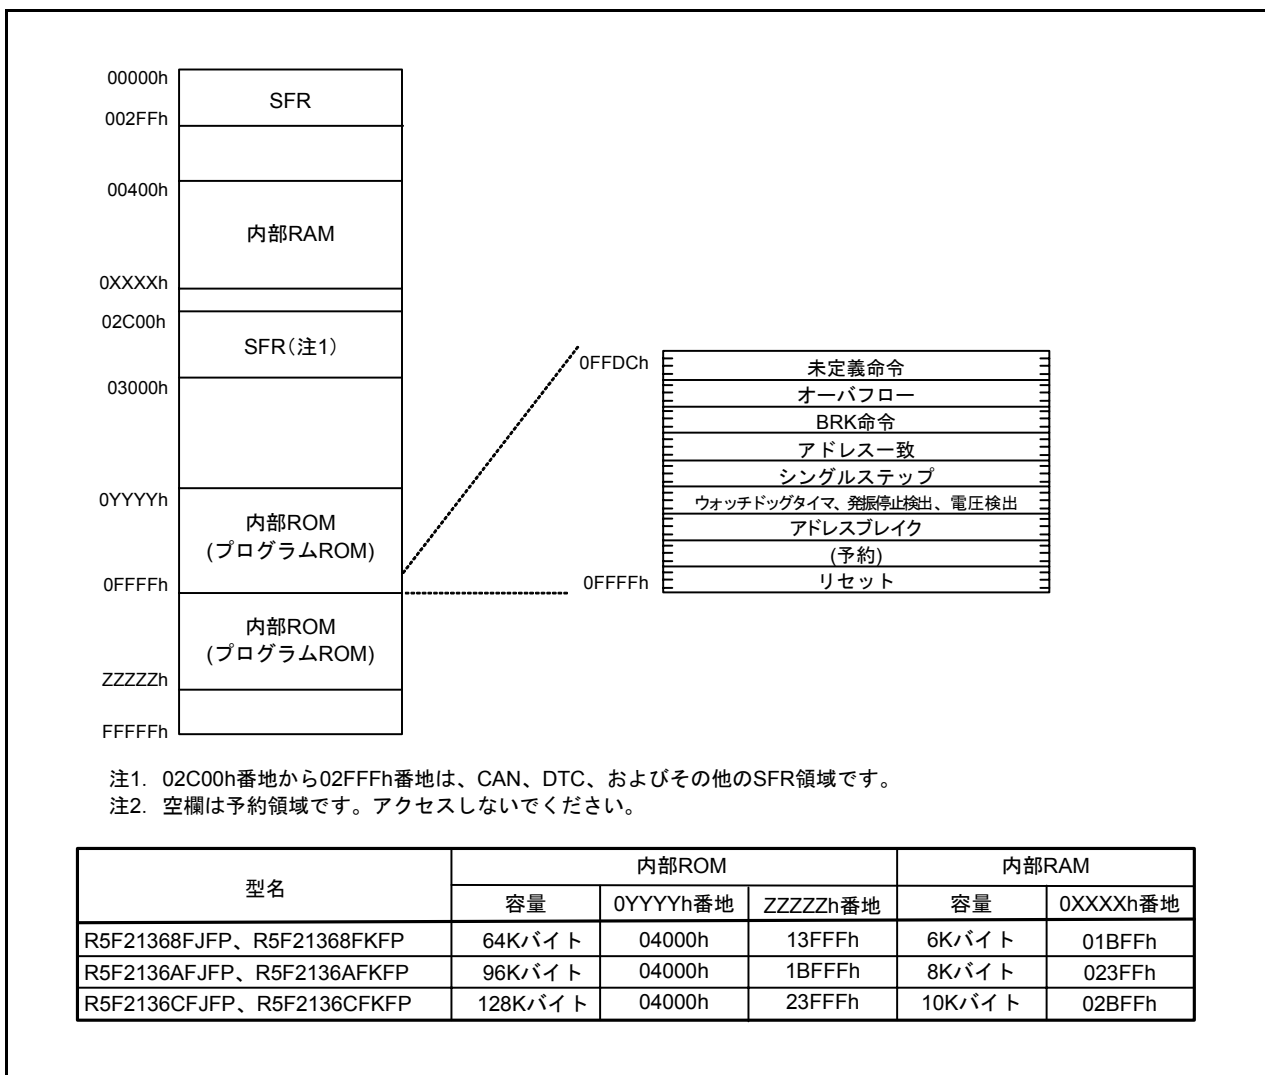 00000h
SFR
002FFh
00400h
内部RAM
0XXXXh
02C00h
SFR（注1）
03000h
0YYYYh
内部ROM
(プログラムROM)
0FFFFh
内部ROM
(プログラムROM)
ZZZZZh
FFFFFh
0FFDCh
未定義命令
オーバフロー
BRK命令
アドレス一致
シングルステップ
ウォッチドッグタイマ、発振停止検出、電圧検出
アドレスブレイク
(予約)
0FFFFh
リセット
注1. 02C00h番地から02FFFh番地は、CAN、DTC、およびその他のSFR領域です。
注2. 空欄は予約領域です。アクセスしないでください。
型名 内部ROM 内部RAM
容量 0YYYYh番地 ZZZZZh番地 容量 0XXXXh番地
R5F21368FJFP、R5F21368FKFP 64Kバイト 04000h 13FFFh 6Kバイト 01BFFh
R5F2136AFJFP、R5F2136AFKFP 96Kバイト 04000h 1BFFFh 8Kバイト 023FFh
R5F2136CFJFP、R5F2136CFKFP 128Kバイト 04000h 23FFFh 10Kバイト 02BFFh